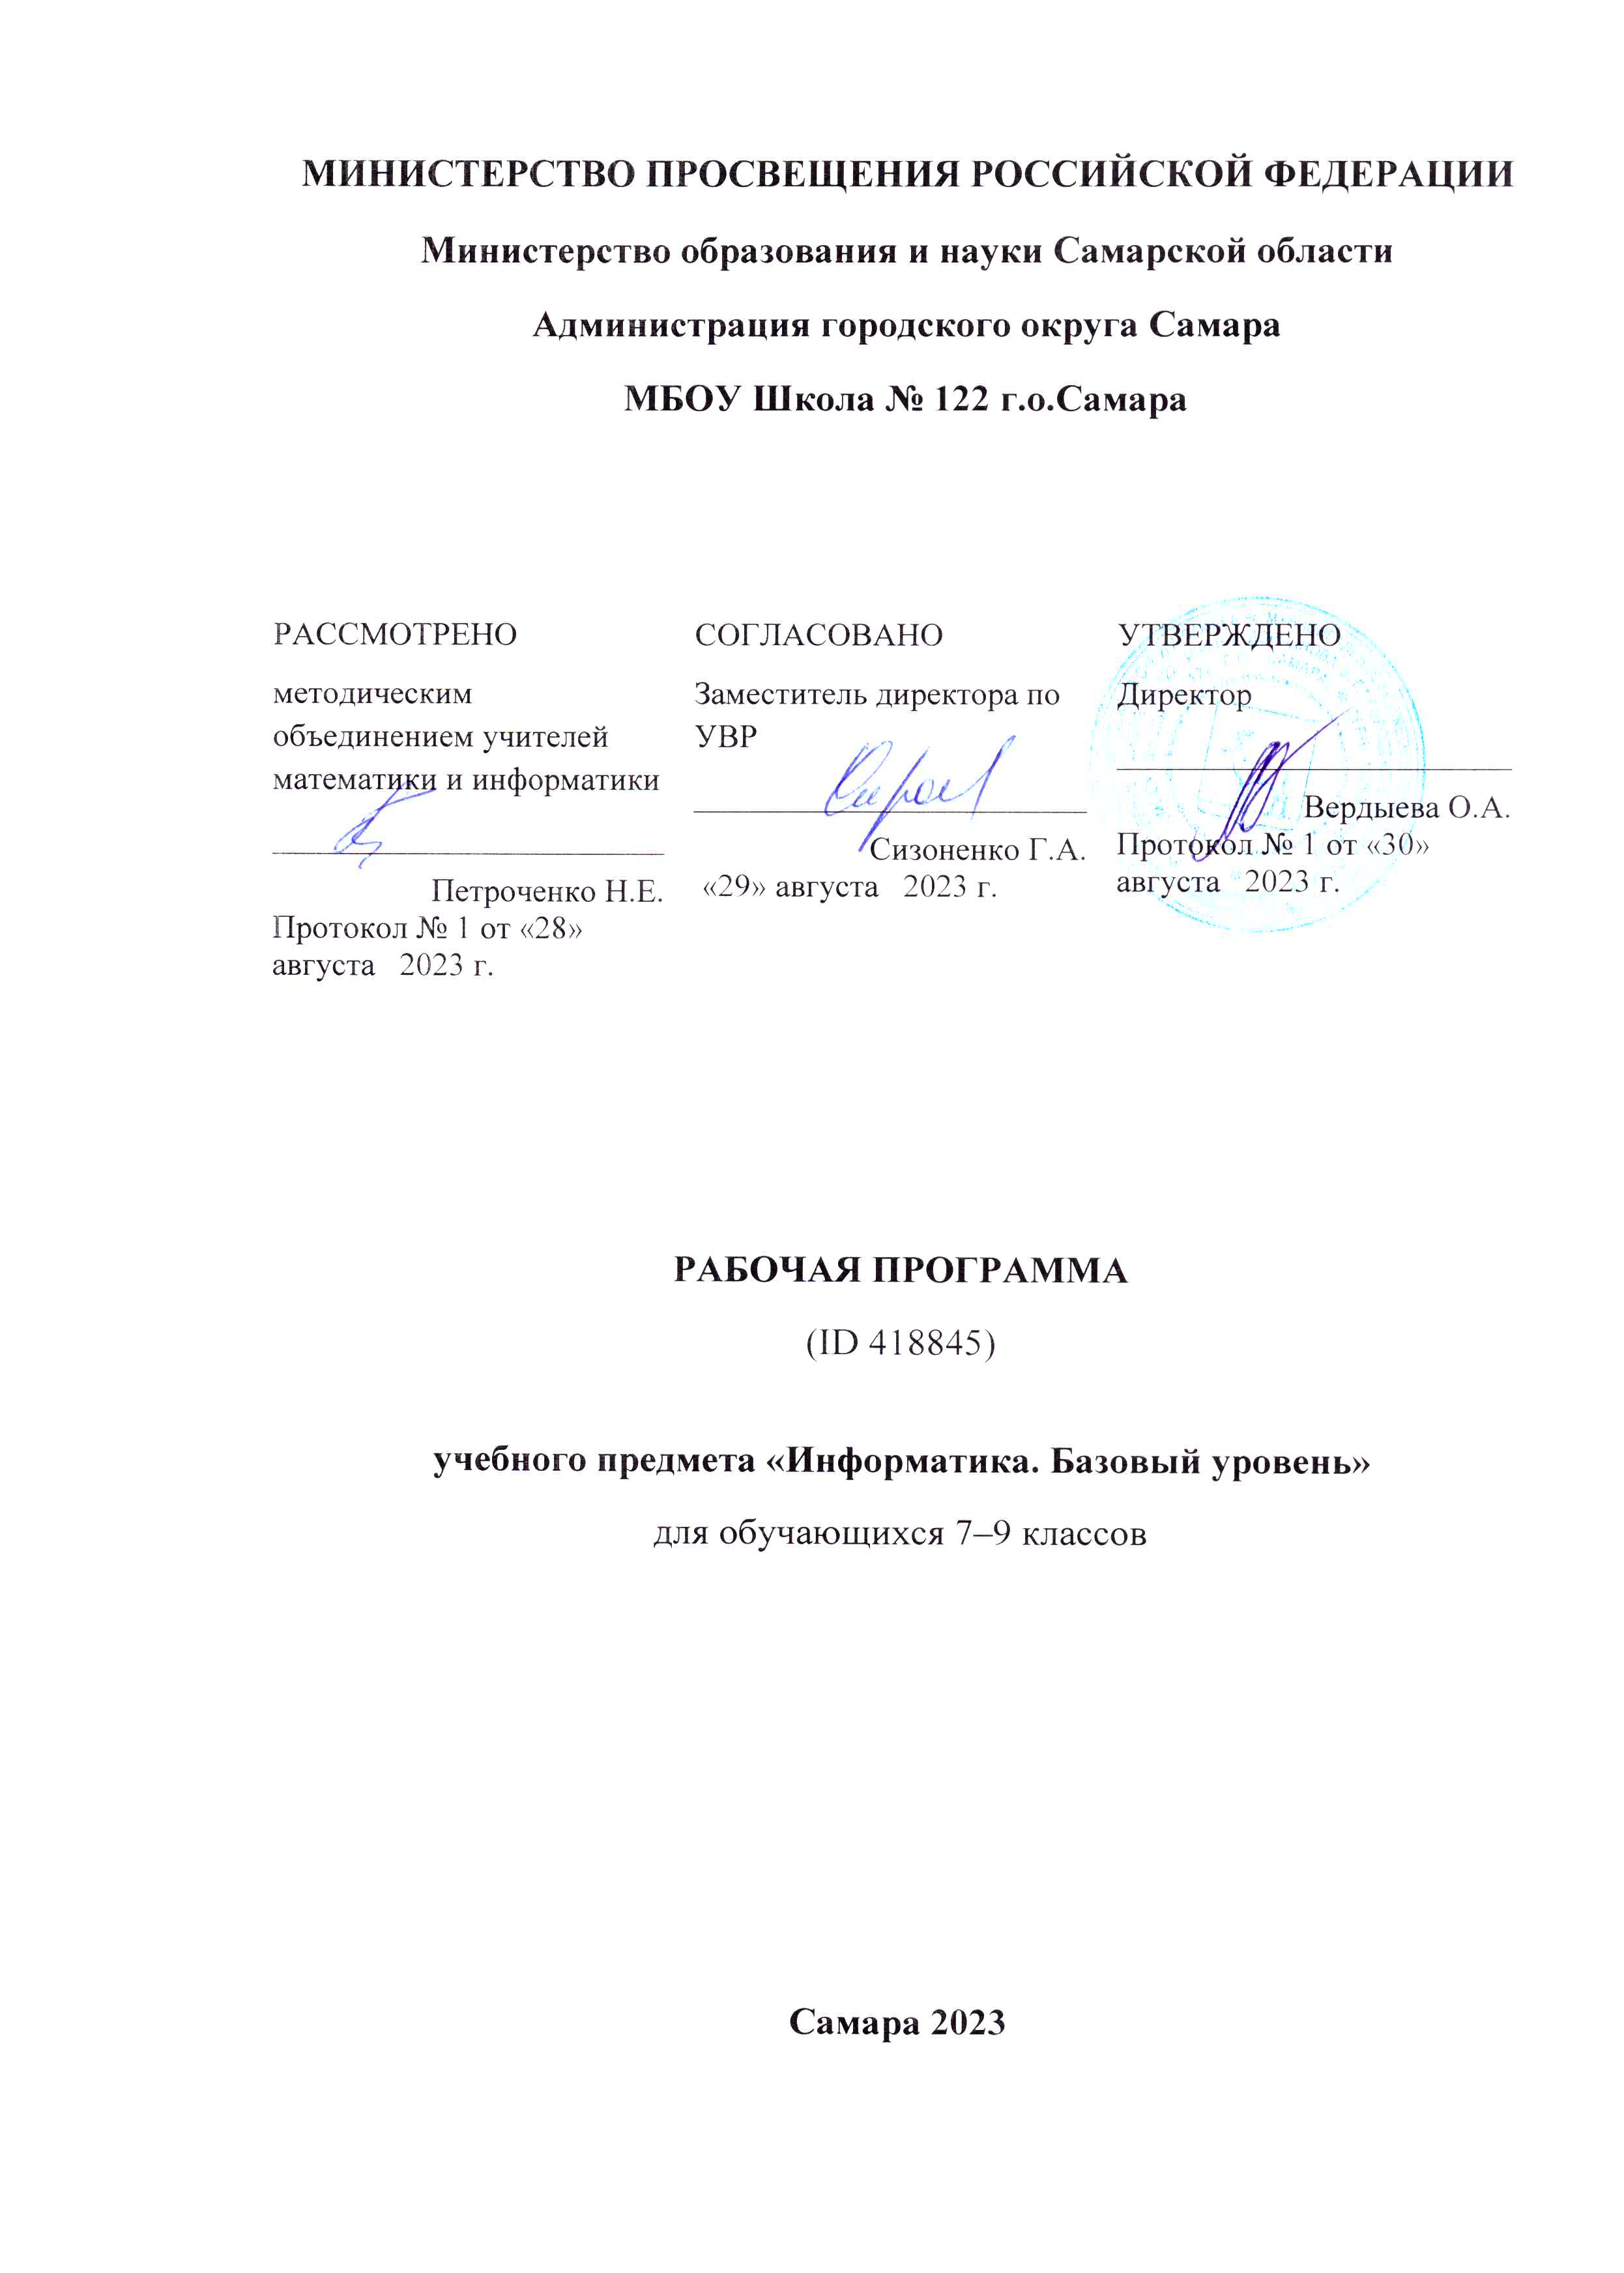 МИНИСТЕРСТВО ПРОСВЕЩЕНИЯ РОССИЙСКОЙ ФЕДЕРАЦИИ
Министерство образования и науки Самарской области
Администрация городского округа Самара
МБОУ Школа № 122 г.о.Самара
РАССМОТРЕНО
методическим
объединением учителей
математики и информатики
Петроченко Н.Е.
Протокол № 1 от «28»
августа 2023 г.
СОГЛАСОВАНО
Заместитель директора по
УВР
Сизоненко Г.А.
«29» августа 2023 г.
УТВЕРЖДЕНО
Директор
Вердыева О.А.
Протокол № 1 от «30»
августа 2023 г.
РАБОЧАЯ ПРОГРАММА
(ID 418845)
учебного предмета «Информатика. Базовый уровень»
для обучающихся 7–9 классов
Самара 2023